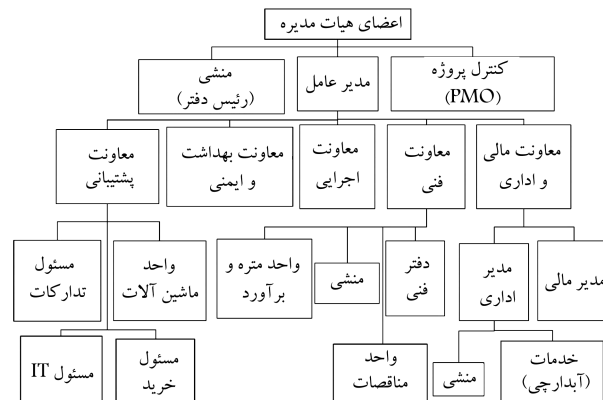 اعضای هیات مدیره
کنترل پروژه
(PMO)
مدیر عامل
منشی
(رئیس دفتر)
معاونت مالی
و اداری
معاونت
فنی
معاونت
اجرایی
معاونت بهداشت
و ایمنی
معاونت
پشتیبانی
مدیر مالی
مدیر
اداری
دفتر
فنی
منشی
واحد متره و
برآورد
واحد
ماشین آلات
مسئول
تدارکات
خدمات
(آبدارچی)
منشی
واحد
مناقصات
مسئول
خرید
مسئول IT